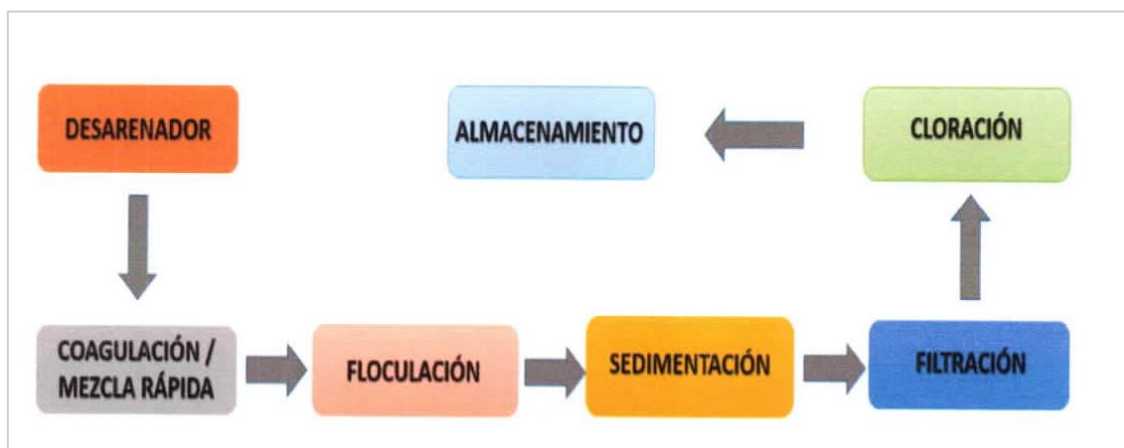 DESARENADOR
COAGULACIÓN /
MEZCLA RÁPIDA
FLOCULACIÓN
SEDIMENTACIÓN
FILTRACIÓN
CLORACIÓN
ALMACENAMIENTO